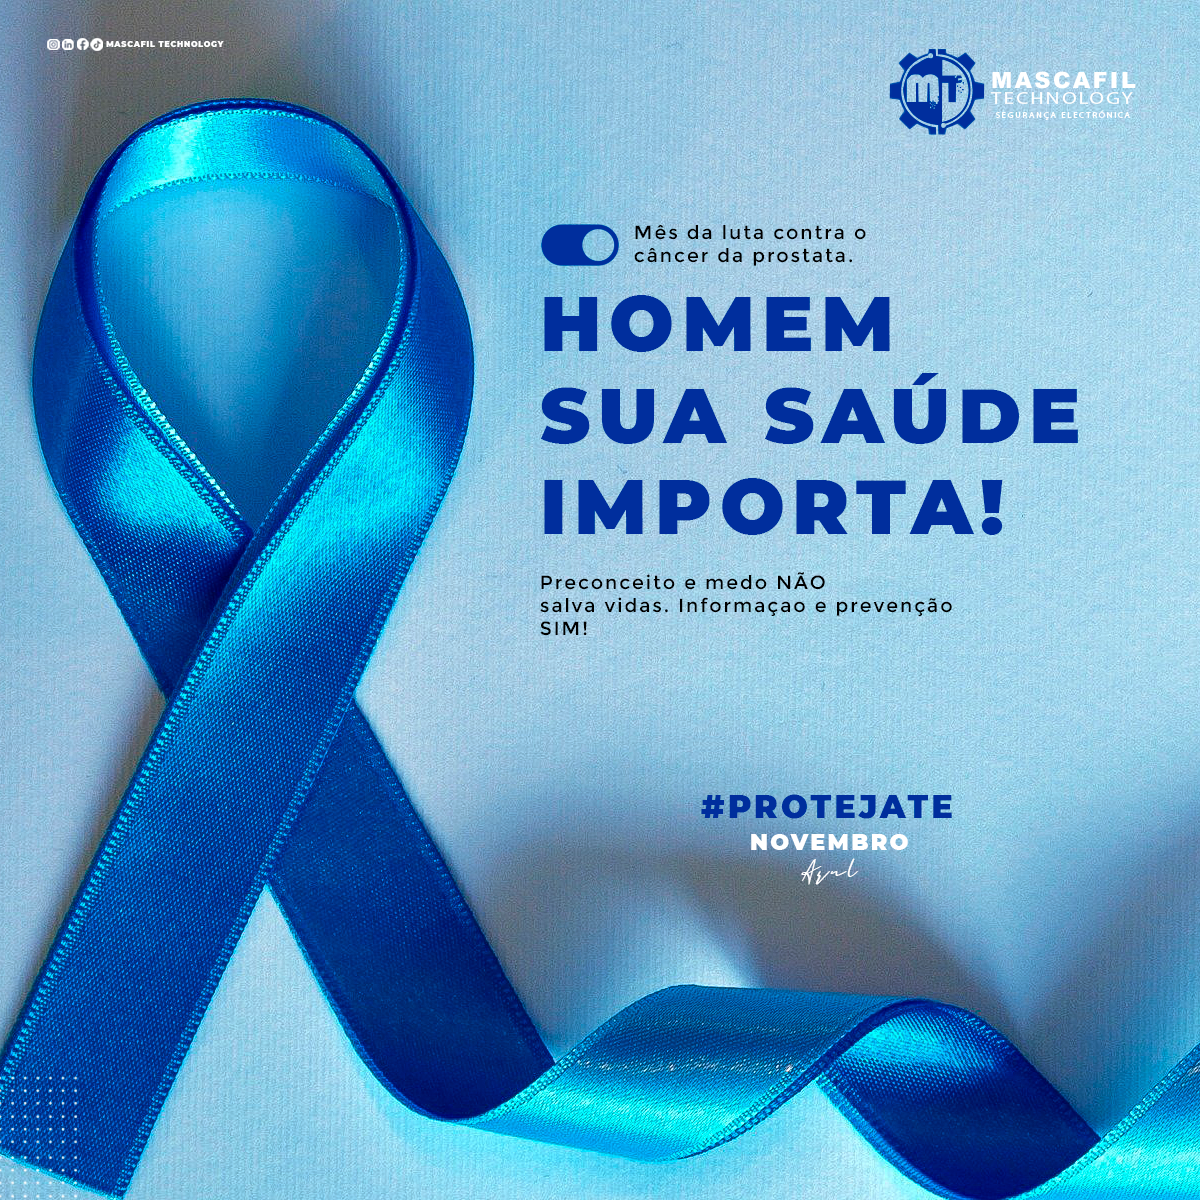 MASCAFIL TECHNOLOGY
MT
MASCAFIL
TECHNOLOGY
SEGURANÇA ELECTRÓNICA
Mês da luta contra o
câncer da prostata.
HOMEM
SUA SAÚDE
IMPORTA!
Preconceito e medo NÃO
salva vidas. Informaçao e prevenção
SIM!
#PROTEJATE
NOVEMBRO
Azul